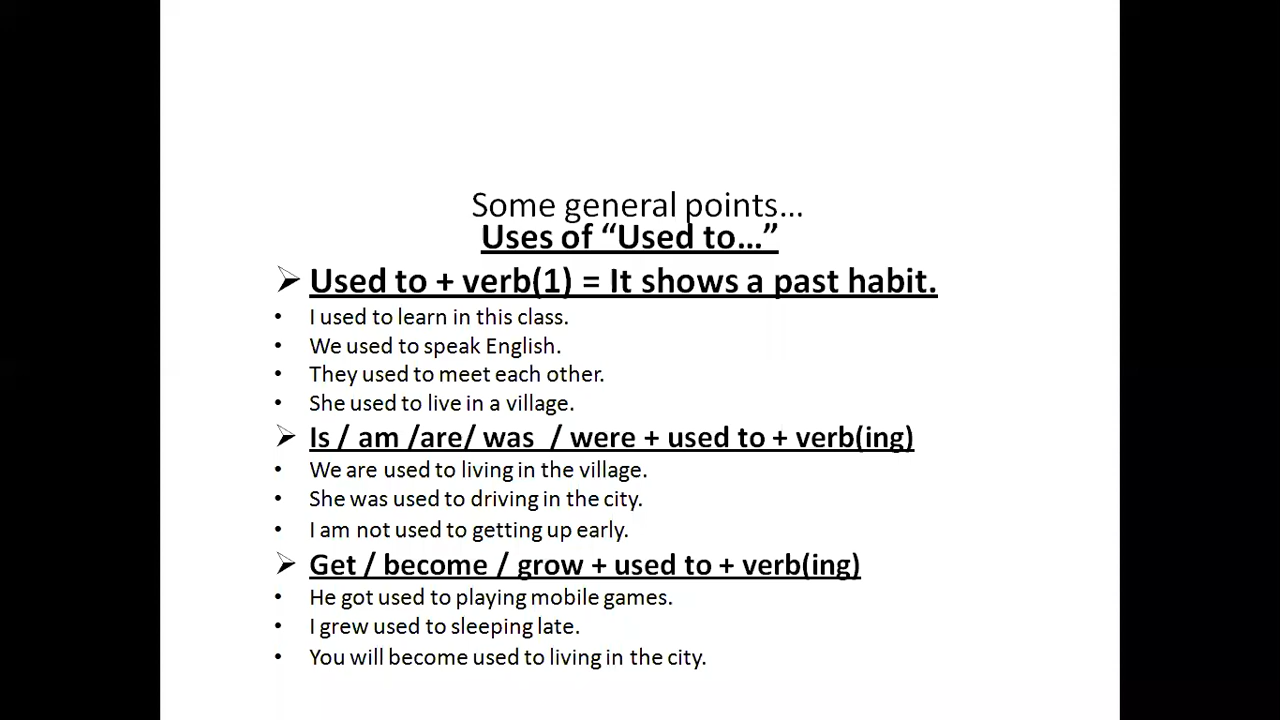 Some general points...
Uses of “Used to...”
➢ Used to + verb(1) = It shows a past habit.
• I used to learn in this class.
• We used to speak English.
• They used to meet each other.
• She used to live in a village.
➢ Is / am /are/ was / were + used to + verb(ing)
• We are used to living in the village.
• She was used to driving in the city.
• I am not used to getting up early.
➢ Get / become / grow + used to + verb(ing)
• He got used to playing mobile games.
• I grew used to sleeping late.
• You will become used to living in the city.